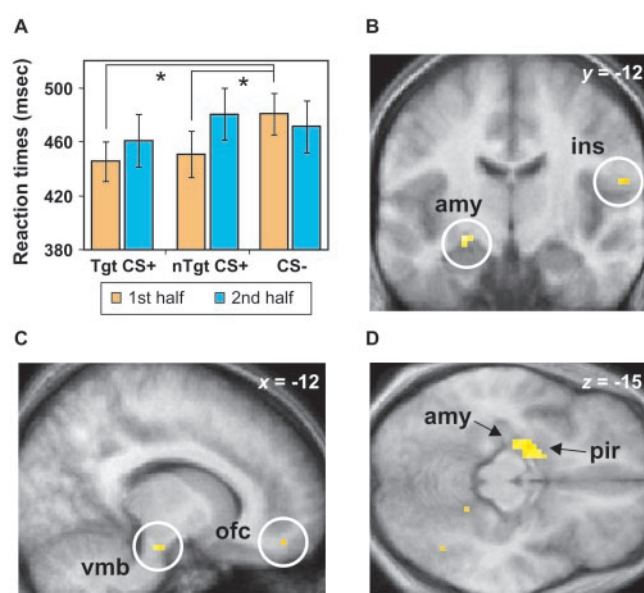 A
Reaction times (msec)
500
460
420
380
*
*
Tgt CS+ nTgt CS+ CS-
1st half 2nd half
B
y = -12
ins
amy
C
x = -12
ofc
vmb
D
z = -15
amy
pir